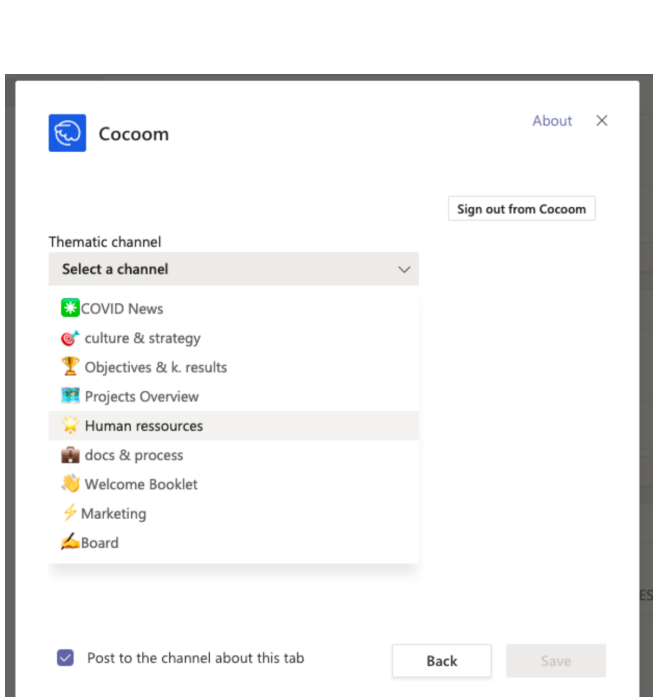 Cocoom
About
Sign out from Cocoom
Thematic channel
Select a channel
COVID News
culture & strategy
Objectives & k. results
Projects Overview
Human ressources
docs & process
Welcome Booklet
Marketing
Board
ES
Post to the channel about this tab
Back
Save